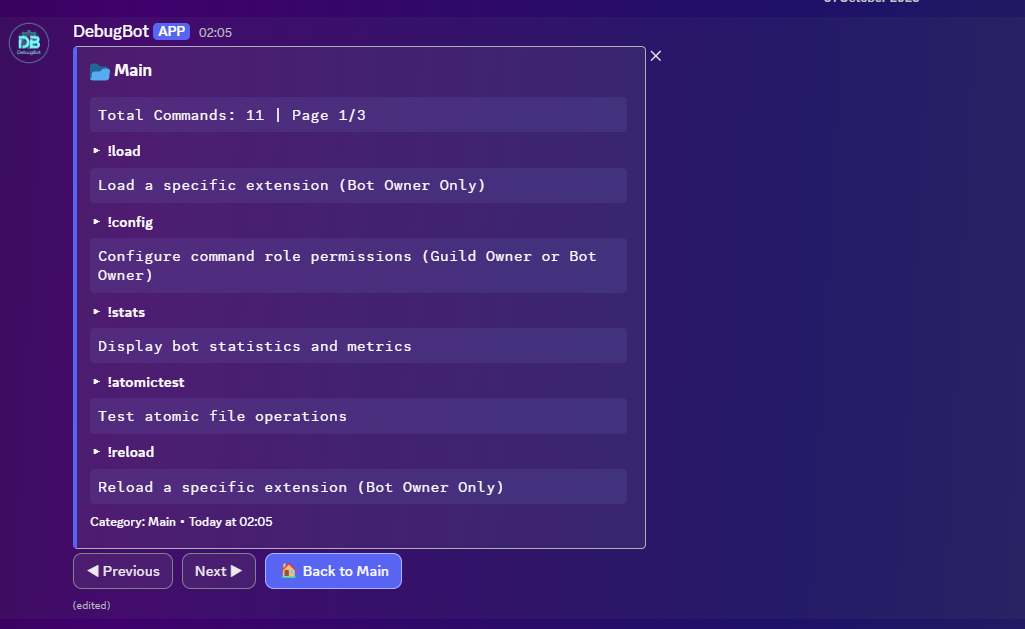 DB
DebugBot
DebugBot APP 02:05
Main
Total Commands: 11 | Page 1/3
!load
Load a specific extension (Bot Owner Only)
!config
Configure command role permissions (Guild Owner or Bot
Owner)
!stats
Display bot statistics and metrics
!atomictest
Test atomic file operations
!reload
Reload a specific extension (Bot Owner Only)
Category: Main • Today at 02:05
◀ Previous
Next ▶
Back to Main
(edited)